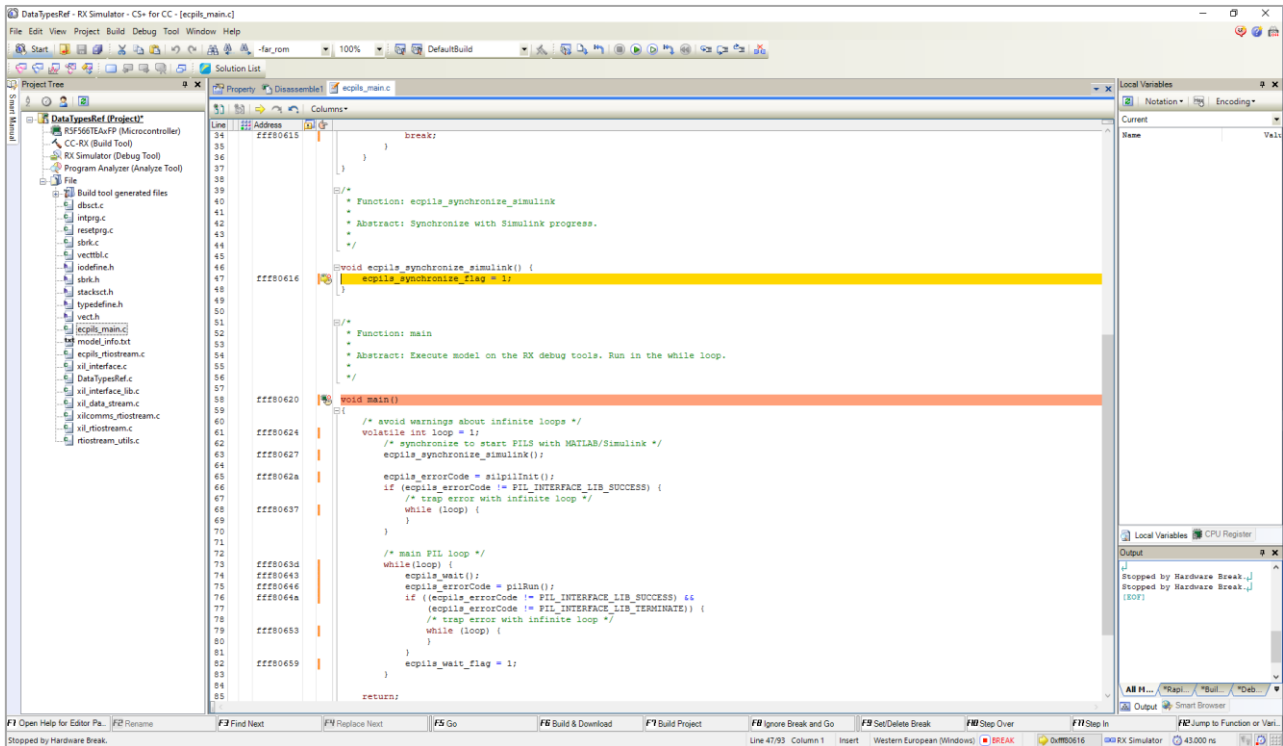 DataTypesRef - RX Simulator - CS+ for CC - [ecpils_main.c]
File Edit View Project Build Debug Tool Window Help
Start -far_rom 100% DefaultBuild
Solution List
Project Tree
Smart Manual
DataTypesRef (Project)*
R5F566TEAxFP (Microcontroller)
CC-RX (Build Tool)
RX Simulator (Debug Tool)
Program Analyzer (Analyze Tool)
File
Build tool generated files
dbsct.c
intprg.c
resetprg.c
sbrk.c
vecttbl.c
iodefine.h
sbrk.h
stacksct.h
typedefine.h
vect.h
ecpils_main.c
model_info.txt
ecpils_rtiostream.c
xil_interface.c
DataTypesRef.c
xil_interface_lib.c
xil_data_stream.c
xilcomms_rtiostream.c
xil_rtiostream.c
rtiostream_utils.c
Property Disassemble1 ecpils_main.c
Columns
Line Address
34 fff80615 break;
35 }
36 }
37 }
38
39 /*
40 * Function: ecpils_synchronize_simulink
41 *
42 * Abstract: Synchronize with Simulink progress.
43 *
44 */
45
46 void ecpils_synchronize_simulink() {
47 fff80616 ecpils_synchronize_flag = 1;
48 }
49
50
51 /*
52 * Function: main
53 *
54 * Abstract: Execute model on the RX debug tools. Run in the while loop.
55 *
56 */
57
58 fff80620 void main()
59 {
60 /* avoid warnings about infinite loops */
61 fff80624 volatile int loop = 1;
62 /* synchronize to start PILS with MATLAB/Simulink */
63 fff80627 ecpils_synchronize_simulink();
64
65 fff8062a ecpils_errorCode = silpilInit();
66 if (ecpils_errorCode != PIL_INTERFACE_LIB_SUCCESS) {
67 /* trap error with infinite loop */
68 fff80637 while (loop) {
69 }
70 }
71
72 /* main PIL loop */
73 fff8063d while(loop) {
74 fff80643 ecpils_wait();
75 fff80646 ecpils_errorCode = pilRun();
76 fff8064a if ((ecpils_errorCode != PIL_INTERFACE_LIB_SUCCESS) &&
77 (ecpils_errorCode != PIL_INTERFACE_LIB_TERMINATE)) {
78 /* trap error with infinite loop */
79 fff80653 while (loop) {
80 }
81 }
82 fff80659 ecpils_wait_flag = 1;
83 }
84
85 return;
Local Variables
Notation Encoding
Current
Name Valu
Local Variables CPU Register
Output
Stopped by Hardware Break.
Stopped by Hardware Break.
[EOF]
All M... *Rapi... *Buil... *Deb...
Output Smart Browser
F1 Open Help for Editor Pa... F2 Rename F3 Find Next F4 Replace Next F5 Go F6 Build & Download F7 Build Project F8 Ignore Break and Go F9 Set/Delete Break F10 Step Over F11 Step In F12 Jump to Function or Vari...
Stopped by Hardware Break. Line 47/93 Column 1 Insert Western European (Windows) BREAK 0xfff80616 RX Simulator 43.000 ns